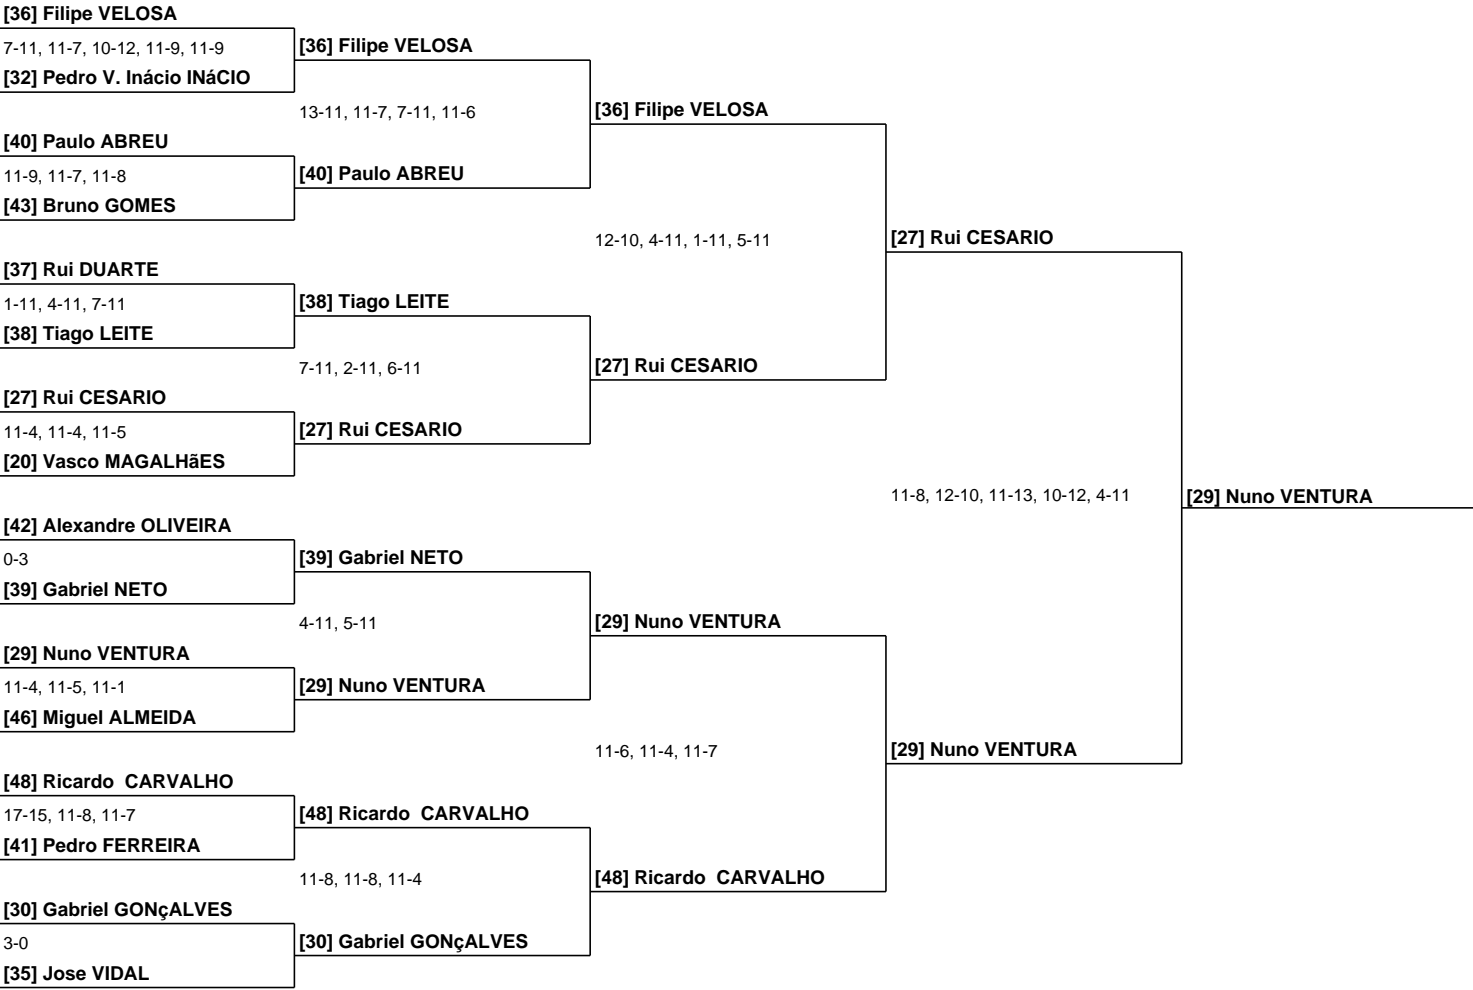 [36] Filipe VELOSA
7-11, 11-7, 10-12, 11-9, 11-9
[32] Pedro V. Inácio INáCIO
[36] Filipe VELOSA
13-11, 11-7, 7-11, 11-6
[36] Filipe VELOSA
[40] Paulo ABREU
11-9, 11-7, 11-8
[43] Bruno GOMES
[40] Paulo ABREU
12-10, 4-11, 1-11, 5-11
[27] Rui CESARIO
[37] Rui DUARTE
1-11, 4-11, 7-11
[38] Tiago LEITE
[38] Tiago LEITE
7-11, 2-11, 6-11
[27] Rui CESARIO
[27] Rui CESARIO
11-4, 11-4, 11-5
[20] Vasco MAGALHãES
[27] Rui CESARIO
11-8, 12-10, 11-13, 10-12, 4-11
[29] Nuno VENTURA
[42] Alexandre OLIVEIRA
0-3
[39] Gabriel NETO
[39] Gabriel NETO
4-11, 5-11
[29] Nuno VENTURA
[29] Nuno VENTURA
11-4, 11-5, 11-1
[46] Miguel ALMEIDA
[29] Nuno VENTURA
11-6, 11-4, 11-7
[29] Nuno VENTURA
[48] Ricardo  CARVALHO
17-15, 11-8, 11-7
[41] Pedro FERREIRA
[48] Ricardo  CARVALHO
11-8, 11-8, 11-4
[48] Ricardo  CARVALHO
[30] Gabriel GONçALVES
3-0
[35] Jose VIDAL
[30] Gabriel GONçALVES